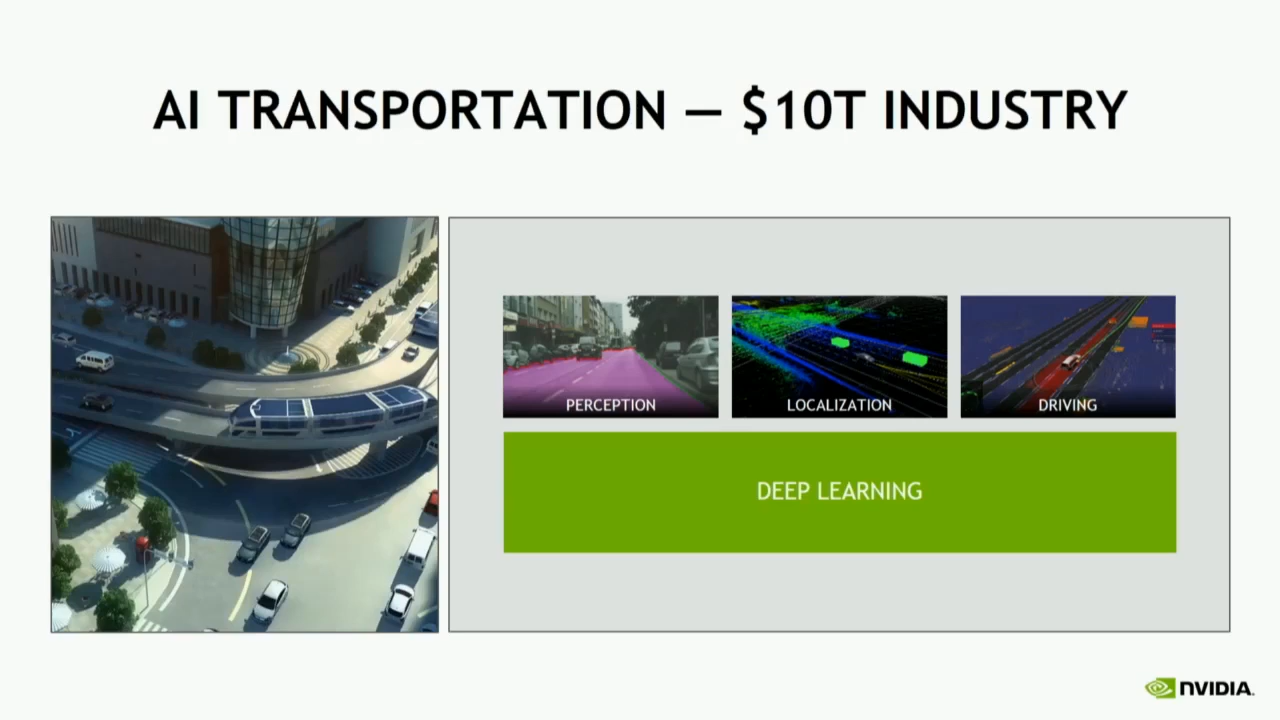 AI TRANSPORTATION — $10T INDUSTRY
PERCEPTION
LOCALIZATION
DRIVING
DEEP LEARNING
NVIDIA.